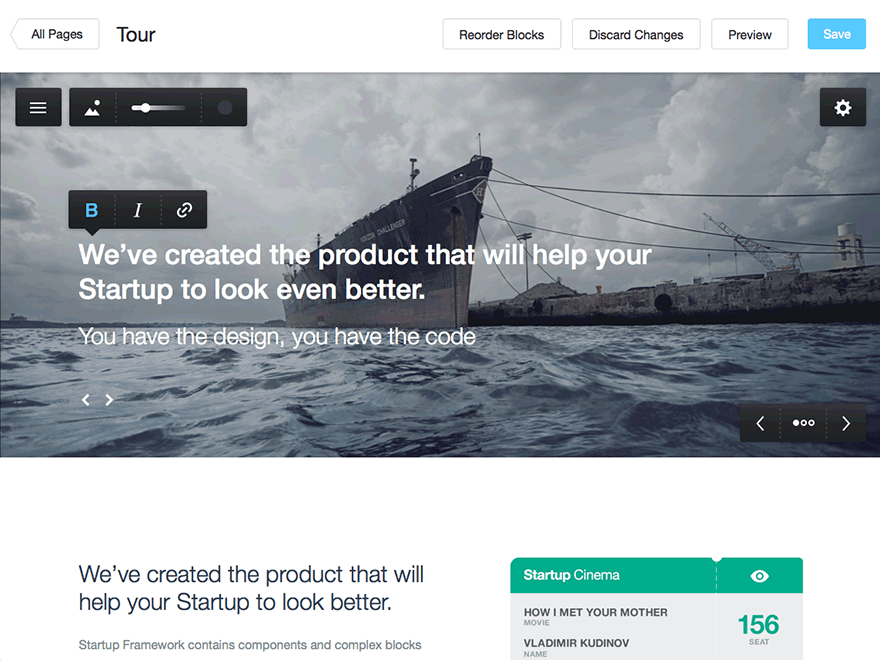 All Pages
Tour
Reorder Blocks
Discard Changes
Preview
Save
B
I
We’ve created the product that will help your
Startup to look even better.
You have the design, you have the code
We’ve created the product that will
help your Startup to look better.
Startup Framework contains components and complex blocks
Startup Cinema
HOW I MET YOUR MOTHER
MOVIE
VLADIMIR KUDINOV
NAME
156
SEAT